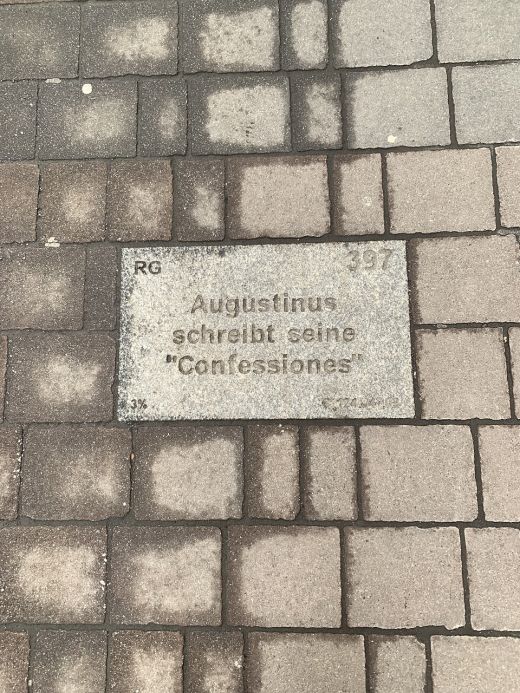 RG 397
Augustinus
schreibt seine
"Confessiones"
3%